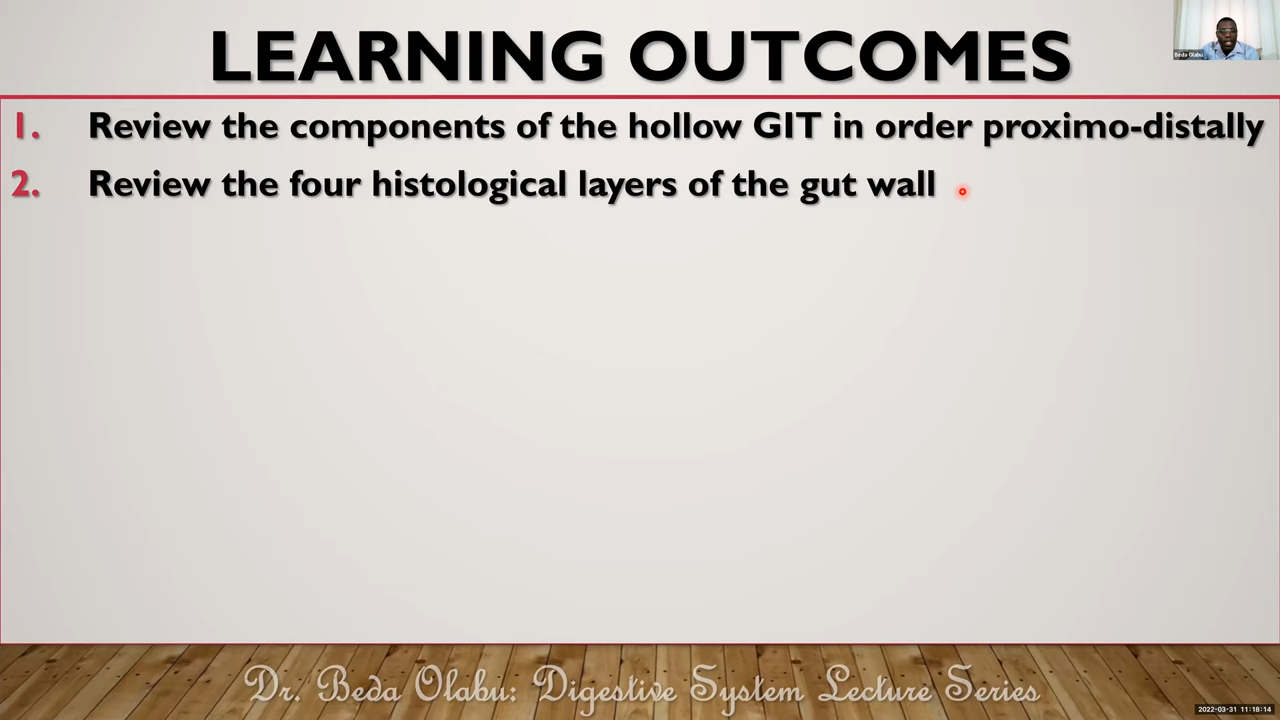 LEARNING OUTCOMES
Beda Olabu
1. Review the components of the hollow GIT in order proximo-distally
2. Review the four histological layers of the gut wall
Dr. Beda Olabu: Digestive System Lecture Series
2022-03-31 11:18:14